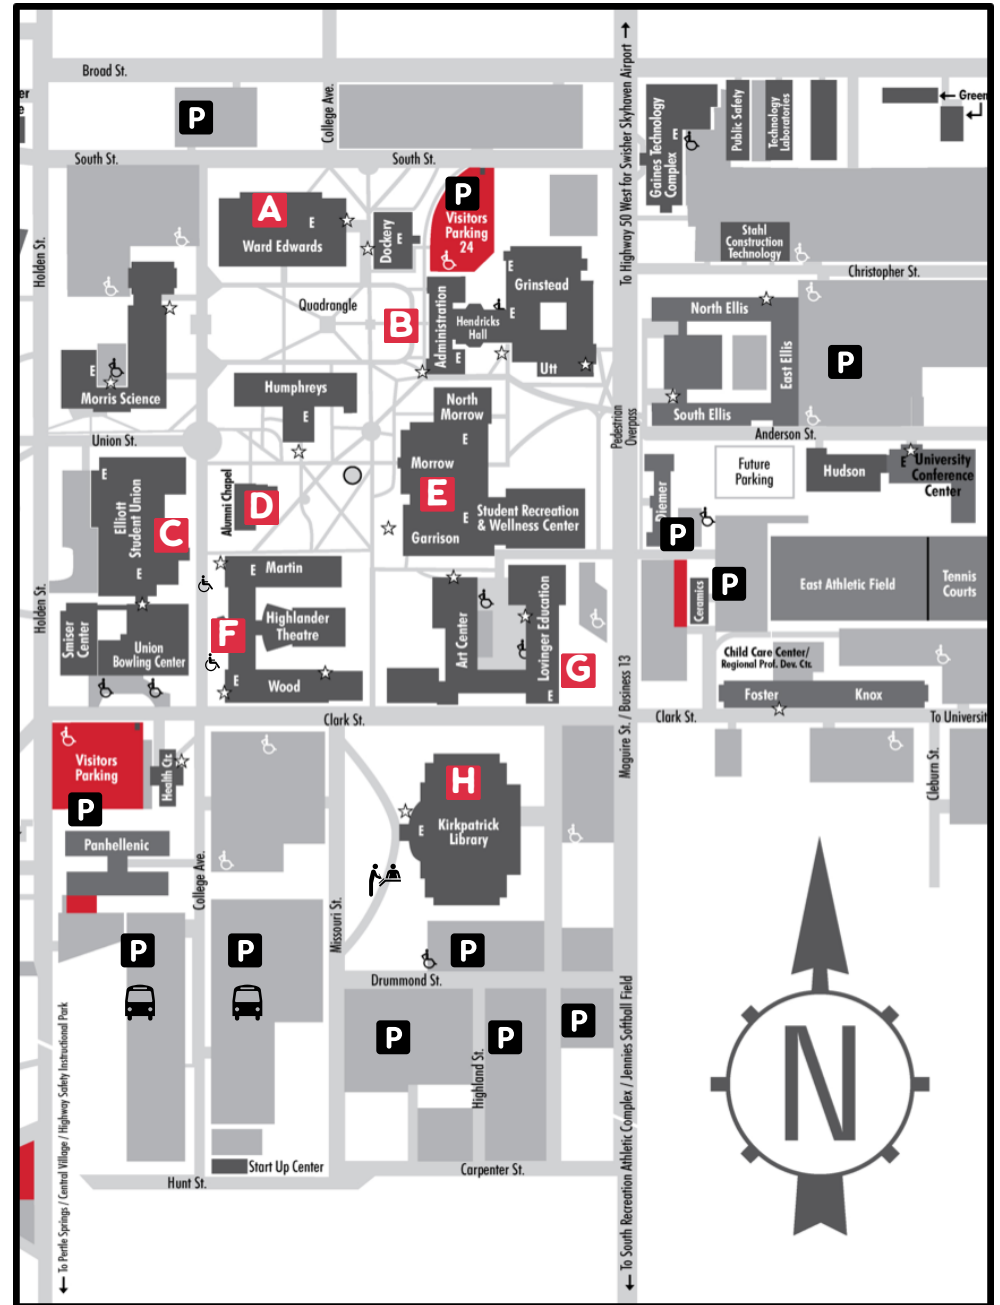 Broad St.
er
e
P
College Ave.
To Highway 50 West for Swisher Skyhaven Airport
Gaines Technology
Complex
E
Public Safety
Technology
Laboratories
Green
South St.
South St.
A
E
Ward Edwards
Dockery
E
P
Visitors
Parking
24
Stahl
Construction
Technology
Christopher St.
Holden St.
Quadrangle
B
Administration
E
Hendricks
Hall
E
Grinstead
E
Utt
North Ellis
East Ellis
South Ellis
P
E
Morris Science
Humphreys
E
North
Morrow
E
Pedestrian
Overpass
Anderson St.
Union St.
E
Elliott
Student Union
E
C
Alumni Chapel
D
Morrow
E
E
Garrison
Student Recreation
& Wellness Center
Diemer
P
Future
Parking
Hudson
E
University
Conference
Center
Holden St.
E
Martin
F
Highlander
Theatre
E
Wood
Art Center
Lovinger Education
E
G
Ceramics
P
East Athletic Field
Tennis
Courts
Smiser
Center
Union
Bowling Center
Child Care Center/
Regional Prof. Dev. Ctr.
Foster
Knox
Maguire St. / Business 13
Clark St.
Clark St.
To Universit
Visitors
Parking
P
Health Ctr.
H
E
Kirkpatrick
Library
Cleburn St.
Panhellenic
College Ave.
Missouri St.
P
P
P
Drummond St.
P
P
P
Highland St.
To Pertle Springs / Central Village / Highway Safety Instructional Park
To South Recreation Athletic Complex / Jennies Softball Field
N
Start Up Center
Carpenter St.
Hunt St.